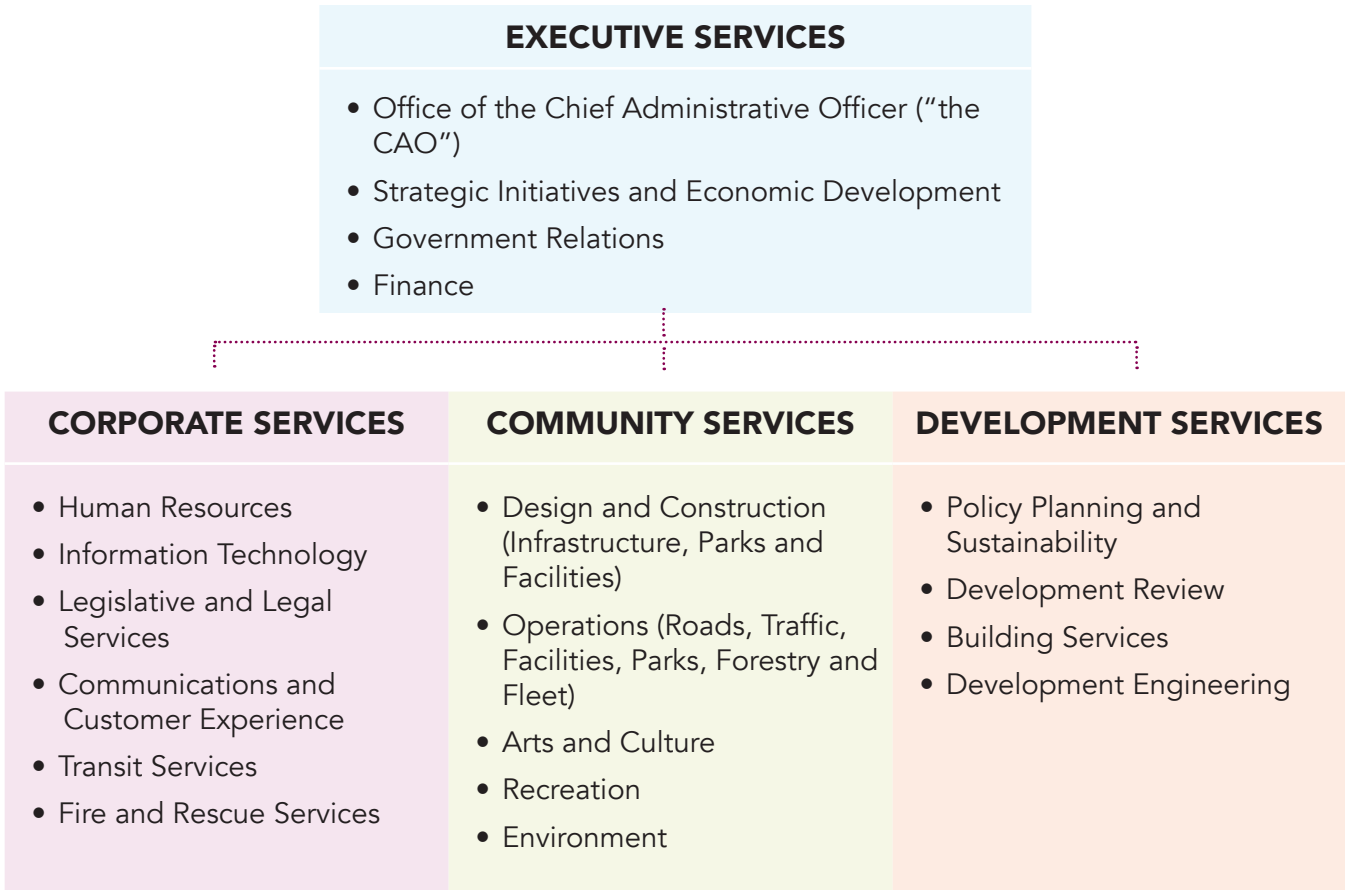 EXECUTIVE SERVICES
• Office of the Chief Administrative Officer (“the
CAO”)
• Strategic Initiatives and Economic Development
• Government Relations
• Finance
CORPORATE SERVICES
• Human Resources
• Information Technology
• Legislative and Legal
Services
• Communications and
Customer Experience
• Transit Services
• Fire and Rescue Services
COMMUNITY SERVICES
• Design and Construction
(Infrastructure, Parks and
Facilities)
• Operations (Roads, Traffic,
Facilities, Parks, Forestry and
Fleet)
• Arts and Culture
• Recreation
• Environment
DEVELOPMENT SERVICES
• Policy Planning and
Sustainability
• Development Review
• Building Services
• Development Engineering